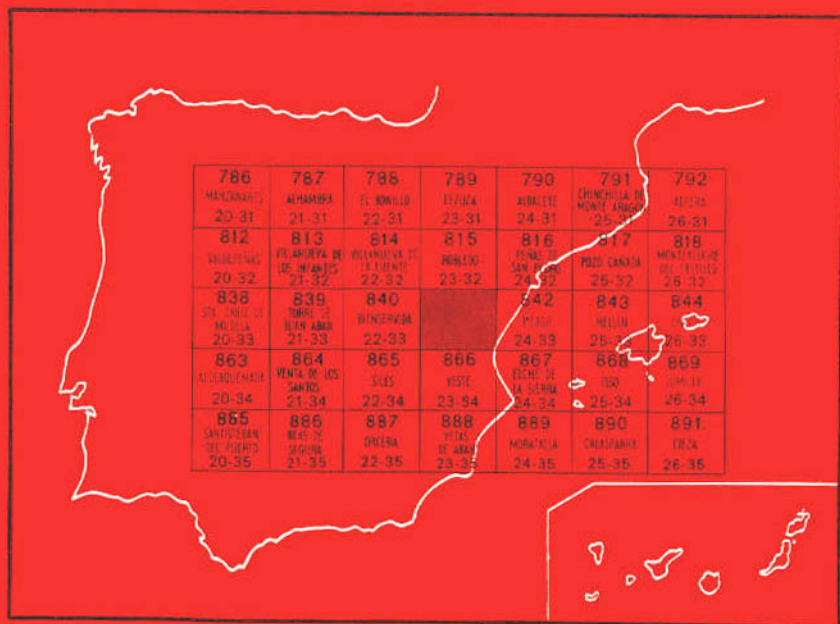 786 787 788 789 790 791 792
MANZANARES ALHAMBRA EL BONILLO LEZUZA ALBACETE CHINCHILLA DE MONTE ARAGON ALPERA
20-31 21-31 22-31 23-31 24-31 25-31 26-31
812 813 814 815 816 817 818
VALDEPEÑAS VILLANUEVA DE LOS INFANTES VILLANUEVA DE LA FUENTE ROBLEDO PEÑAS DE SAN PEDRO POZO CAÑADA MONTEALEGRE DEL CASTILLO
20-32 21-32 22-32 23-32 24-32 25-32 26-32
838 839 840 842 843 844
STA. CRUZ DE MUDELA TORRE DE JUAN ABAD BIENSERVIDA HELLIN
20-33 21-33 22-33 24-33 25-33 26-33
863 864 865 866 867 868 869
ALDEAQUEMADA VENTA DE LOS SANTOS SILES YESTE ELCHE DE LA SIERRA ISSO JUMILLA
20-34 21-34 22-34 23-34 24-34 25-34 26-34
885 886 887 888 889 890 891
SANTISTEBAN DEL PUERTO BEAS DE SEGURA ORCERA YETAS DE ABAJO MORATALLA CALASPARRA CIEZA
20-35 21-35 22-35 23-35 24-35 25-35 26-35